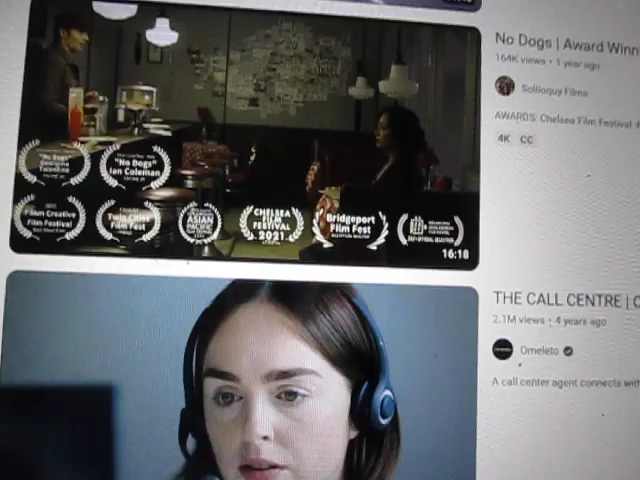 No Dogs | Award Winn
164K views • 1 year ago
Soliloquy Films
AWARDS: Chelsea Film Festival
4K CC
"No Dogs"
"No Dogs"
Ian Coleman
Film Creative
Film Festival
Twin Cities
Film Fest
ASIAN
PACIFIC
CHELSEA
FILM
FESTIVAL
2021
Bridgeport
Film Fest
16:18
THE CALL CENTRE | O
2.1M views • 4 years ago
Omeleto
A call center agent connects with